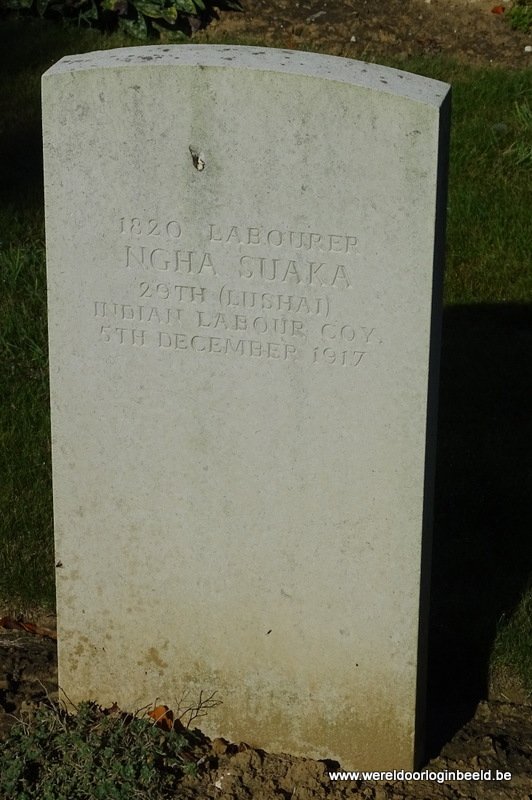 1820 LABOURER
NGHA SUAKA
29TH (LUSHAI)
INDIAN LABOUR COY.
5TH DECEMBER 1917
www.wereldoorloginbeeld.be